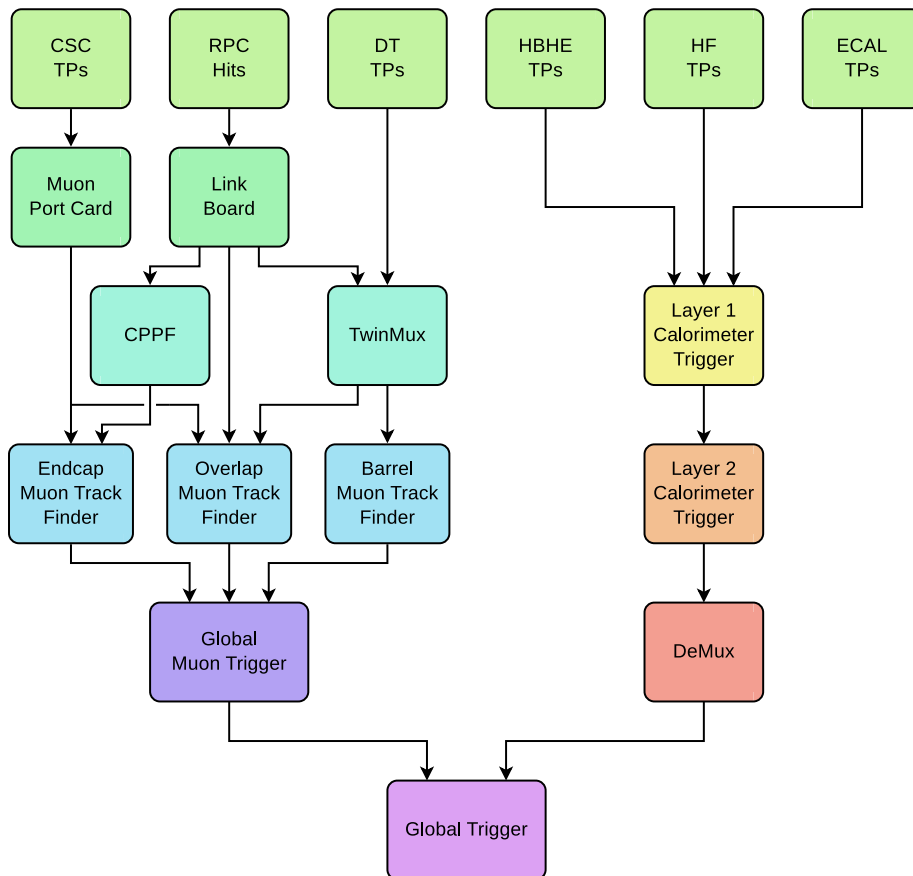 CSC
TPs
RPC
Hits
DT
TPs
HBHE
TPs
HF
TPs
ECAL
TPs
Muon
Port Card
Link
Board
CPPF
TwinMux
Layer 1
Calorimeter
Trigger
Endcap
Muon Track
Finder
Overlap
Muon Track
Finder
Barrel
Muon Track
Finder
Layer 2
Calorimeter
Trigger
Global
Muon Trigger
DeMux
Global Trigger